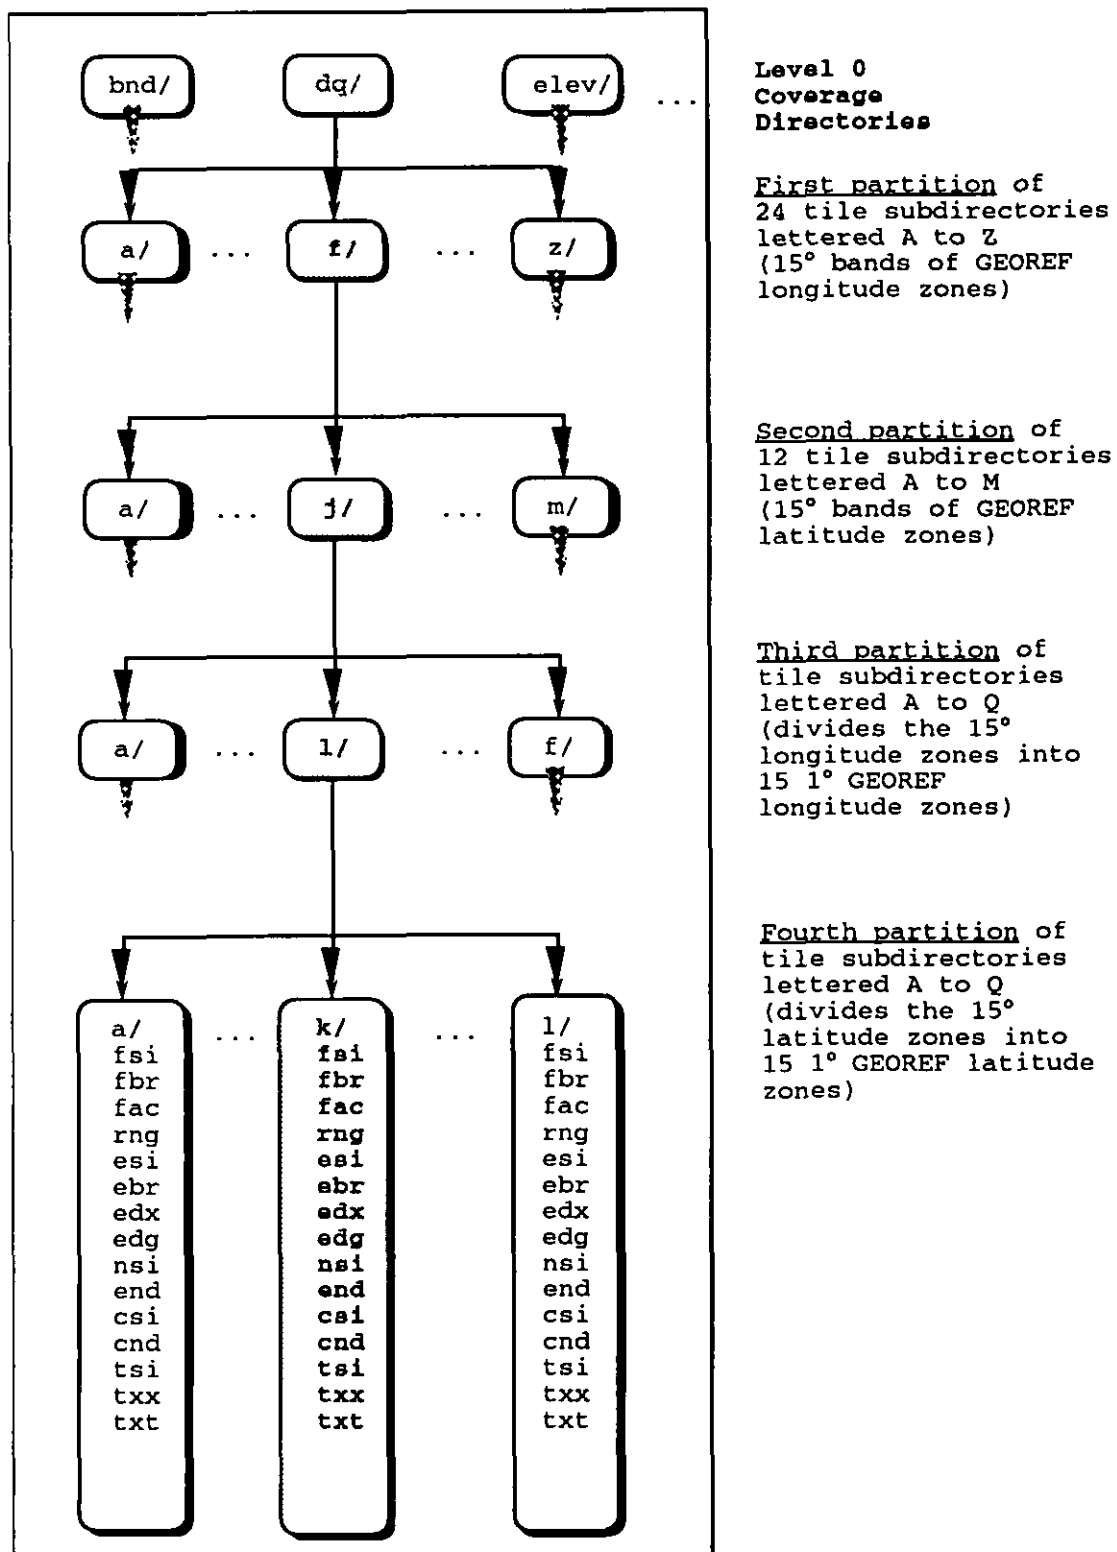 bnd/ dq/ elev/ ...
Level 0
Coverage
Directories
a/ ... f/ ... z/
First partition of
24 tile subdirectories
lettered A to Z
(15° bands of GEOREF
longitude zones)
a/ ... j/ ... m/
Second partition of
12 tile subdirectories
lettered A to M
(15° bands of GEOREF
latitude zones)
a/ ... l/ ... f/
Third partition of
tile subdirectories
lettered A to Q
(divides the 15°
longitude zones into
15 1° GEOREF
longitude zones)
Fourth partition of
tile subdirectories
lettered A to Q
(divides the 15°
latitude zones into
15 1° GEOREF latitude
zones)
a/ ... k/ ... l/
fsi fsi fsi
fbr fbr fbr
fac fac fac
rng rng rng
esi esi esi
ebr ebr ebr
edx edx edx
edg edg edg
nsi nsi nsi
end end end
csi csi csi
cnd cnd cnd
tsi tsi tsi
txx txx txx
txt txt txt